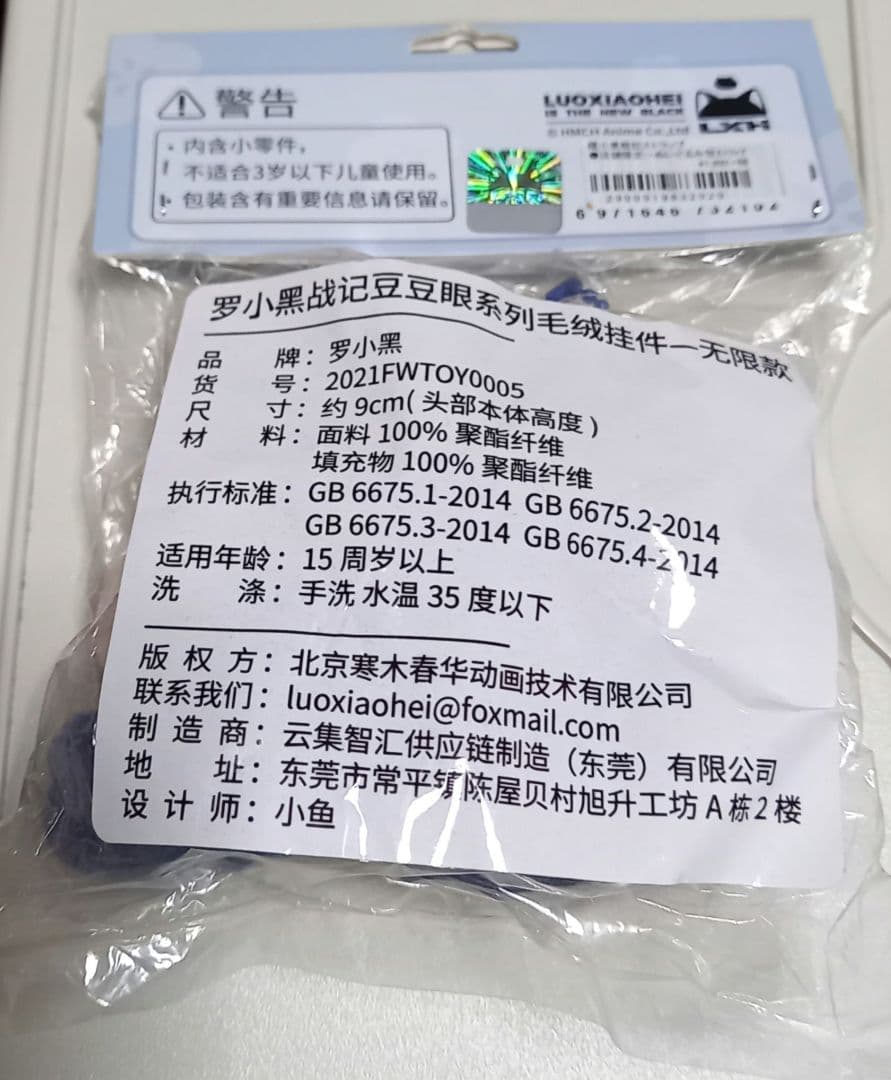 警告
· 内含小零件，
不适合3岁以下儿童使用。
· 包装含有重要信息请保留。
LUOXIAOHEI
IS THE NEW BLACK
© HMCH Anime Co.,Ltd
LXH
罗小黑战记豆豆眼系列毛绒挂件一无限款
品 牌：罗小黑
货 号：2021FWTOY0005
尺 寸：约 9cm( 头部本体高度 )
材 料：面料 100% 聚酯纤维
填充物 100% 聚酯纤维
执行标准：GB 6675.1-2014 GB 6675.2-2014
GB 6675.3-2014 GB 6675.4-2014
适用年龄：15 周岁以上
洗 涤：手洗 水温 35 度以下
版 权 方：北京寒木春华动画技术有限公司
联系我们：luoxiaohei@foxmail.com
制 造 商：云集智汇供应链制造（东莞）有限公司
地 址：东莞市常平镇陈屋贝村旭升工坊 A 栋 2 楼
设 计 师：小鱼